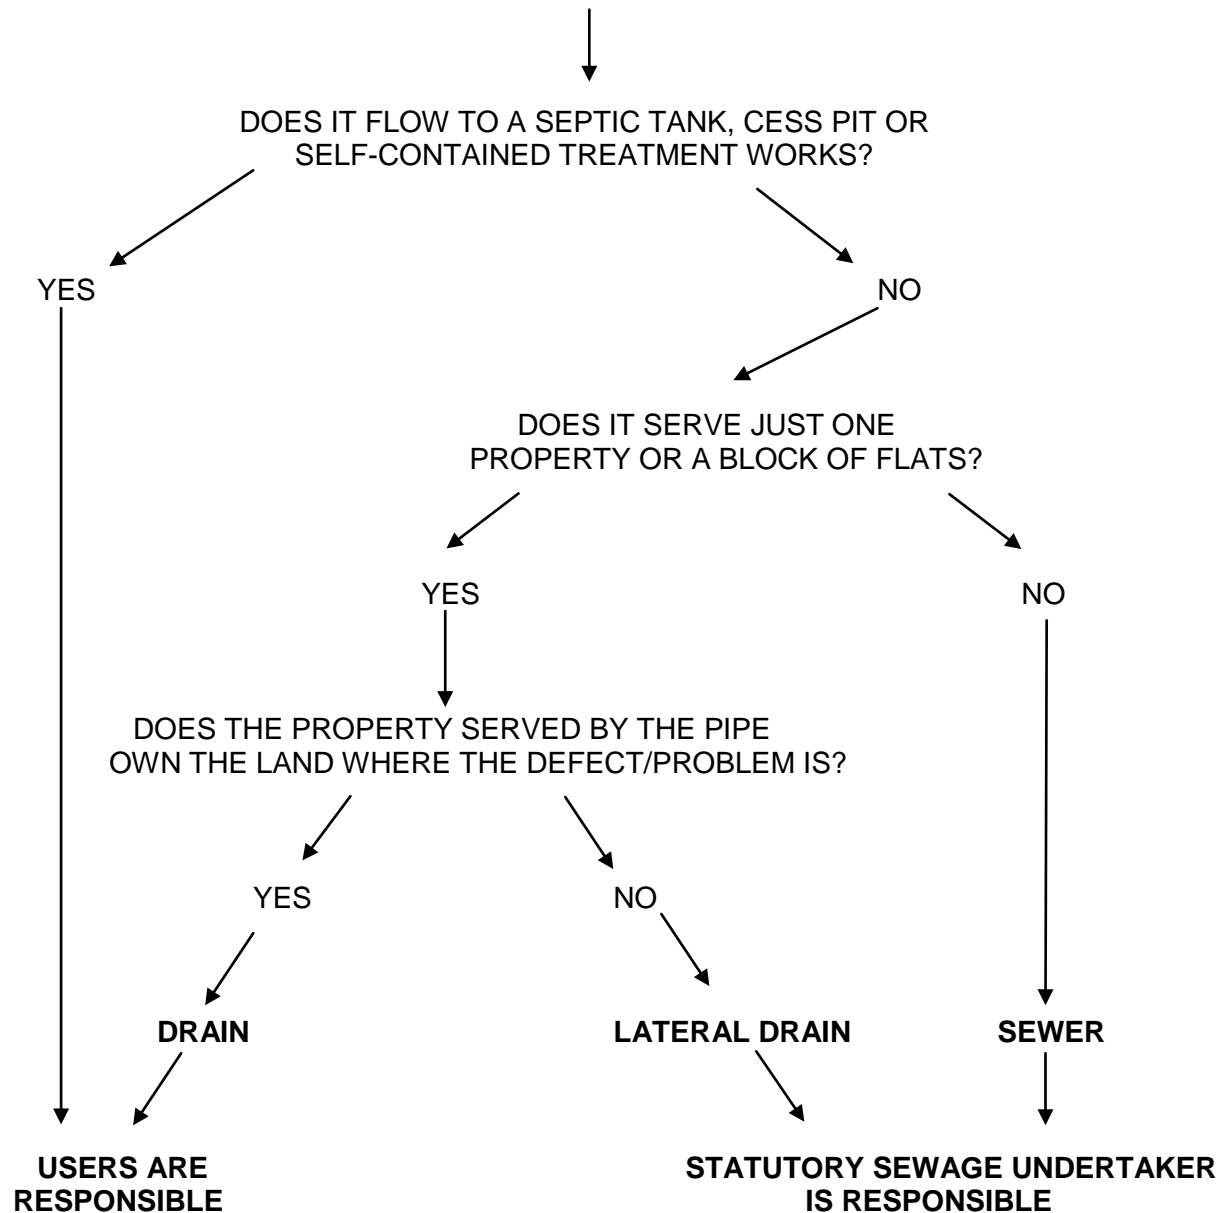 DOES IT FLOW TO A SEPTIC TANK, CESS PIT OR
SELF-CONTAINED TREATMENT WORKS?
YES
NO
DOES IT SERVE JUST ONE
PROPERTY OR A BLOCK OF FLATS?
YES
NO
DOES THE PROPERTY SERVED BY THE PIPE
OWN THE LAND WHERE THE DEFECT/PROBLEM IS?
YES
NO
DRAIN
LATERAL DRAIN
SEWER
USERS ARE
RESPONSIBLE
STATUTORY SEWAGE UNDERTAKER
IS RESPONSIBLE